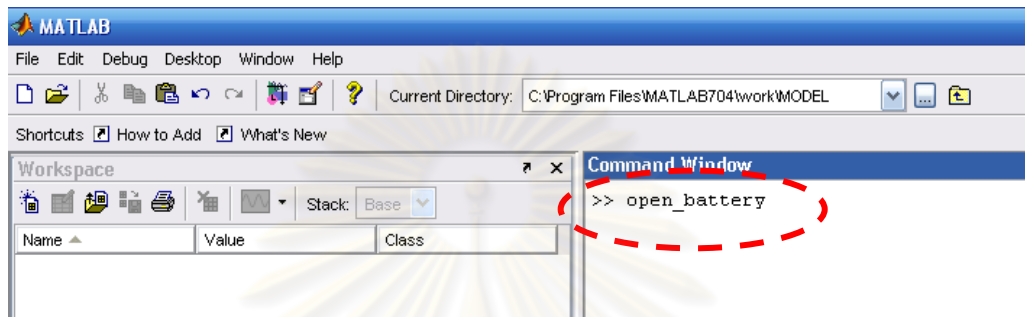 MATLAB
File Edit Debug Desktop Window Help
Current Directory: C:\Program Files\MATLAB704\work\MODEL
Shortcuts How to Add What's New
Workspace
Stack: Base
Name Value Class
Command Window
>> open_battery